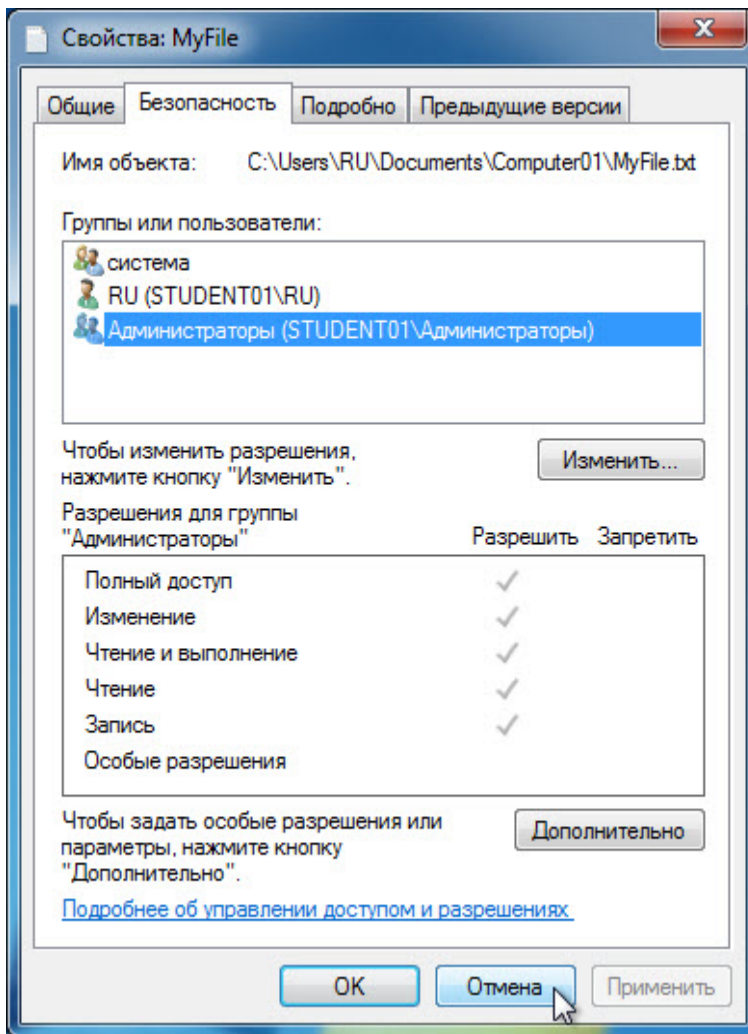 Свойства: MyFile
Общие Безопасность Подробно Предыдущие версии
Имя объекта: C:\Users\RU\Documents\Computer01\MyFile.txt
Группы или пользователи:
система
RU (STUDENT01\RU)
Администраторы (STUDENT01\Администраторы)
Чтобы изменить разрешения,
нажмите кнопку "Изменить".
Изменить...
Разрешения для группы
"Администраторы"
Разрешить Запретить
Полный доступ
Изменение
Чтение и выполнение
Чтение
Запись
Особые разрешения
Чтобы задать особые разрешения или
параметры, нажмите кнопку
"Дополнительно".
Дополнительно
Подробнее об управлении доступом и разрешениях
OK Отмена Применить